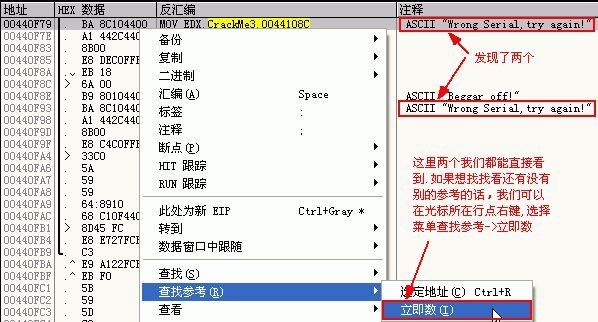 地址 HEX 数据 反汇编 注释
00440F79 . BA 8C104400 MOV EDX,CrackMe3.0044108C ASCII "Wrong Serial,try again!"
00440F7E . A1 442C440
00440F83 . 8B00
00440F85 . E8 DEC0FFF
00440F8A .v EB 18
00440F8C > 6A 00
00440F8E . B9 8010440 ASCII "Beggar off!"
00440F93 . BA 8C10440 ASCII "Wrong Serial,try again!"
00440F98 . A1 442C440
00440F9D . 8B00
00440F9F . E8 C4C0FFF
00440FA4 > 33C0
00440FA6 . 5A
00440FA7 . 59
00440FA8 . 59
00440FA9 . 64:8910
00440FAC . 68 C10F440
00440FB1 > 8D45 FC
00440FB4 . E8 E727FCF
00440FB9 . C3
00440FBA .^ E9 A122FCF
00440FBF .^ EB F0
00440FC1 . 5B
00440FC2 . 59
00440FC3 . 59
00440FC4 . 5D
备份
复制
二进制
汇编(A) Space
标签 :
注释 ;
断点(P)
HIT 跟踪
RUN 跟踪
此处为新 EIP Ctrl+Gray *
转到
数据窗口中跟随
查找(S)
查找参考(R)
查看
选定地址(C) Ctrl+R
立即数(I)
发现了两个
这里两个我们都能直接看
到.如果想找找看还有没有
别的参考的话，我们可以
在光标所在行点右键,选择
菜单查找参考->立即数